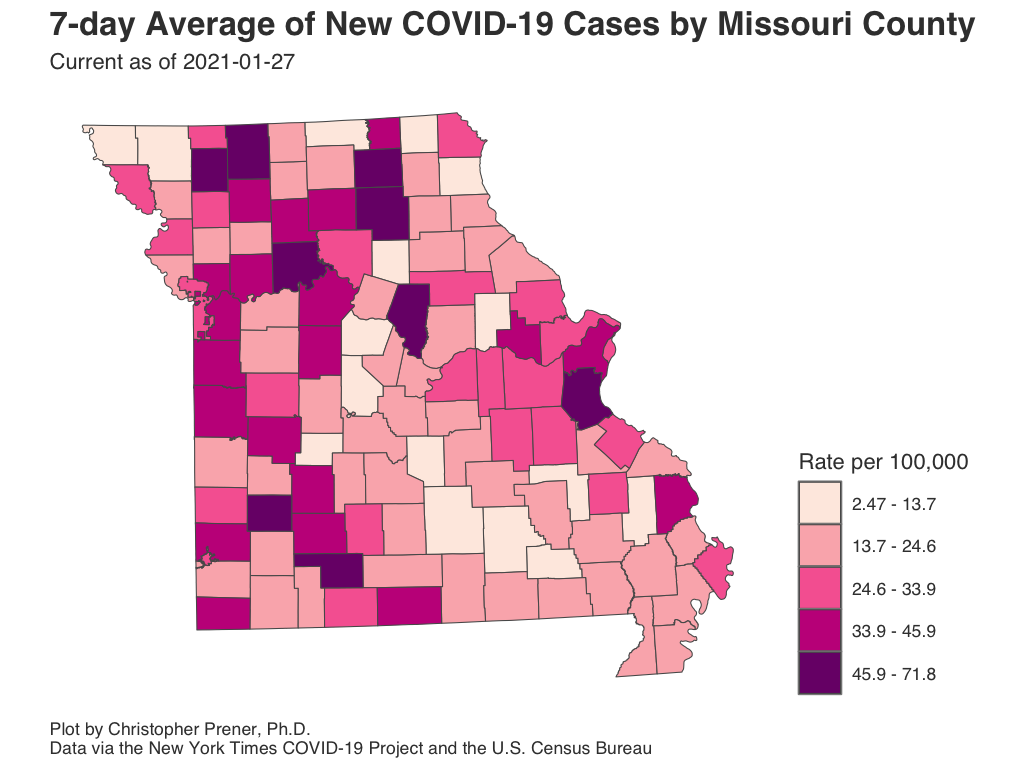 7-day Average of New COVID-19 Cases by Missouri County
Current as of 2021-01-27
Rate per 100,000
2.47 - 13.7
13.7 - 24.6
24.6 - 33.9
33.9 - 45.9
45.9 - 71.8
Plot by Christopher Prener, Ph.D.
Data via the New York Times COVID-19 Project and the U.S. Census Bureau